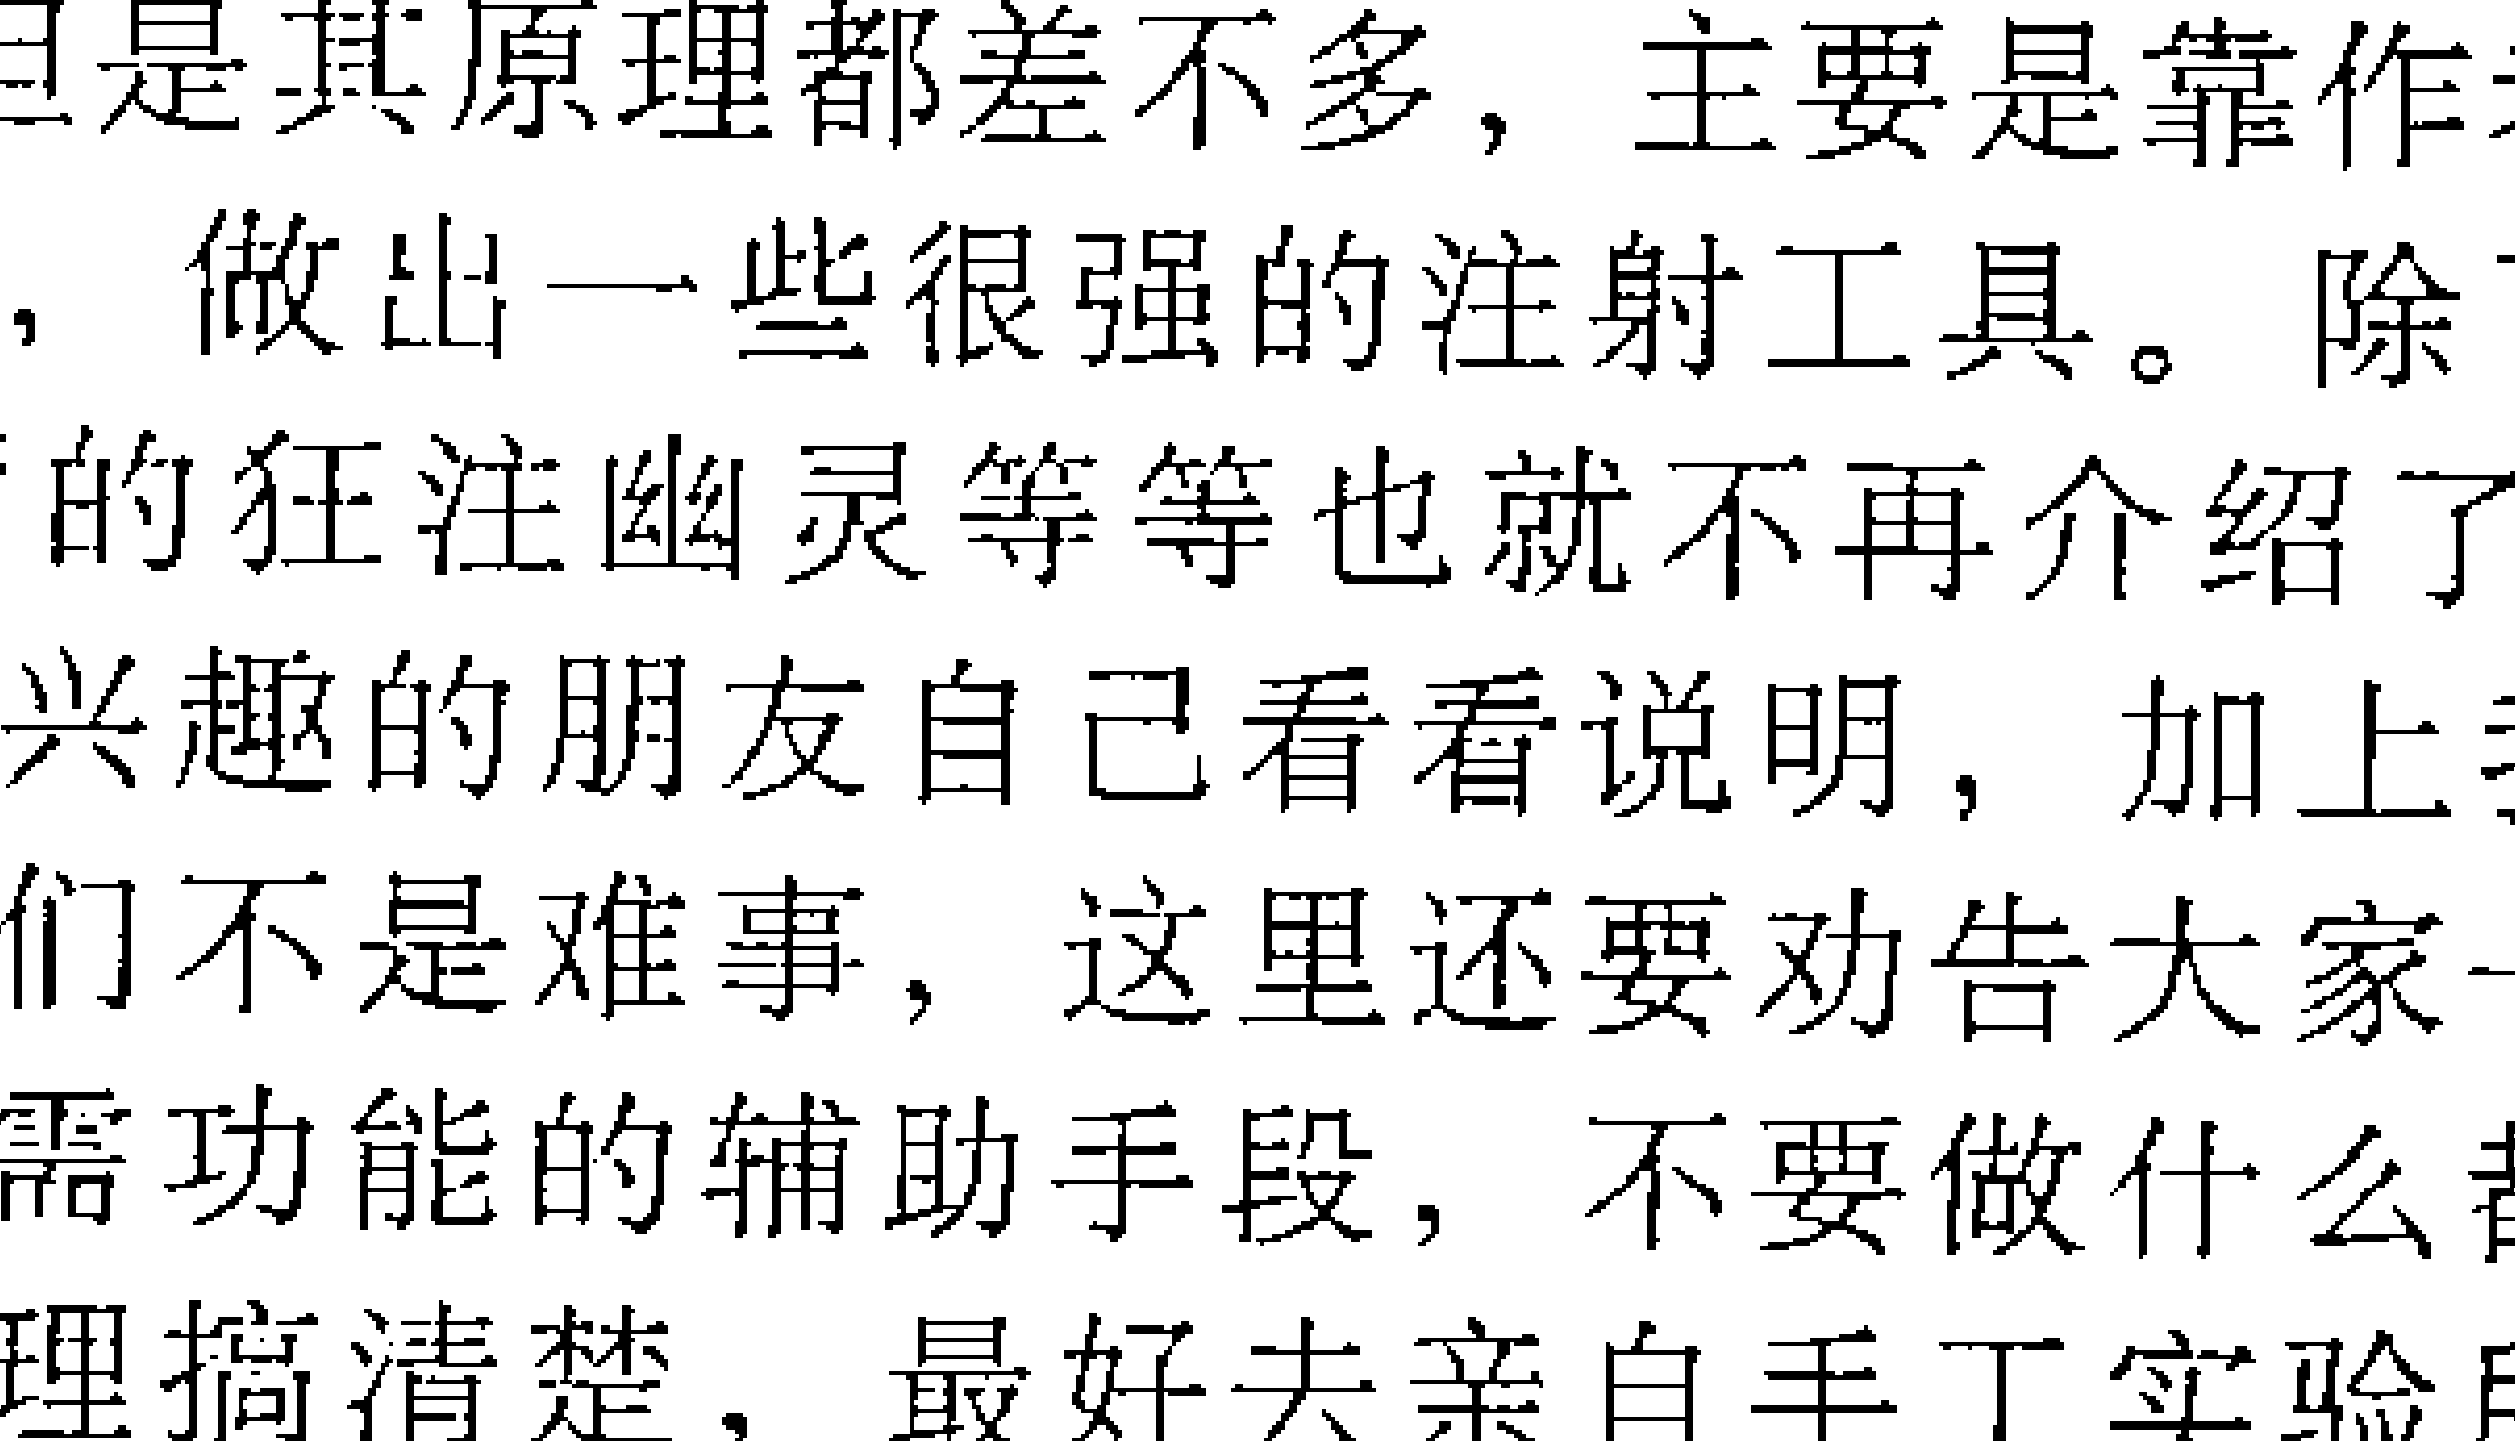 但是其原理都差不多，主要是靠作
，做出一些很强的注射工具。除
的狂注幽灵等等也就不再介绍了
兴趣的朋友自己看看说明，加上
们不是难事，这里还要劝告大家
需功能的辅助手段，不要做什么都
理搞清楚，最好去亲自手工实验